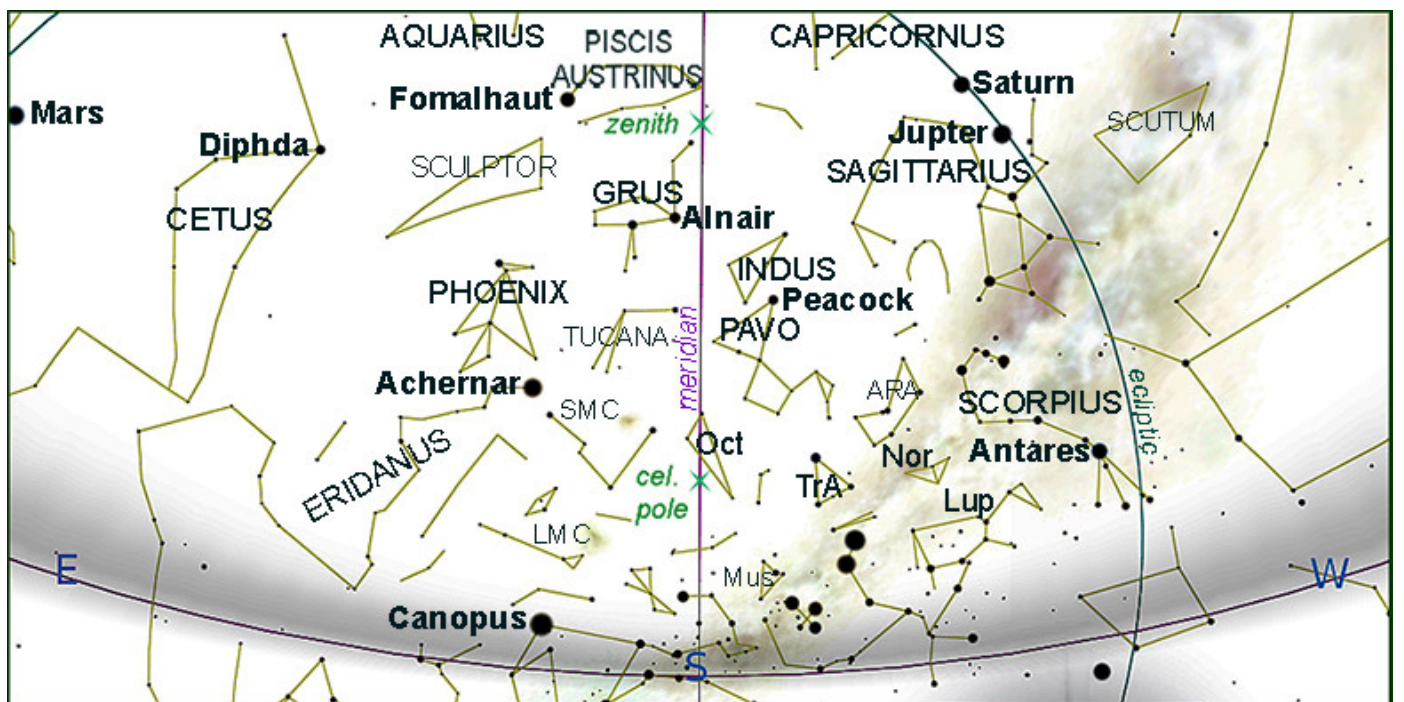 AQUARIUS
PISCIS
AUSTRINUS
CAPRICORNUS
Mars
Fomalhaut
Saturn
zenith
SCUTUM
Diphda
Jupter
SCULPTOR
SAGITTARIUS
GRUS
CETUS
Alnair
INDUS
PHOENIX
Peacock
TUCANA
PAVO
meridian
Achernar
ARA
ecliptic
SMC
SCORPIUS
Oct
Nor
Antares
ERIDANUS
cel.
pole
TrA
Lup
LMC
E
Mus
W
Canopus
S